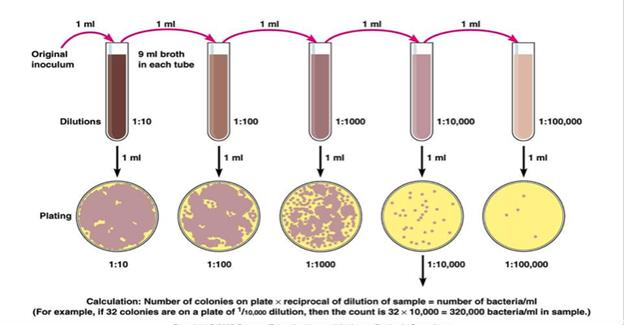 1 ml 1 ml 1 ml 1 ml 1 ml
Original
inoculum
9 ml broth
in each tube
Dilutions 1:10 1:100 1:1000 1:10,000 1:100,000
1 ml 1 ml 1 ml 1 ml 1 ml
Plating
1:10 1:100 1:1000 1:10,000 1:100,000
Calculation: Number of colonies on plate × reciprocal of dilution of sample = number of bacteria/ml
(For example, if 32 colonies are on a plate of 1/10,000 dilution, then the count is 32 × 10,000 = 320,000 bacteria/ml in sample.)